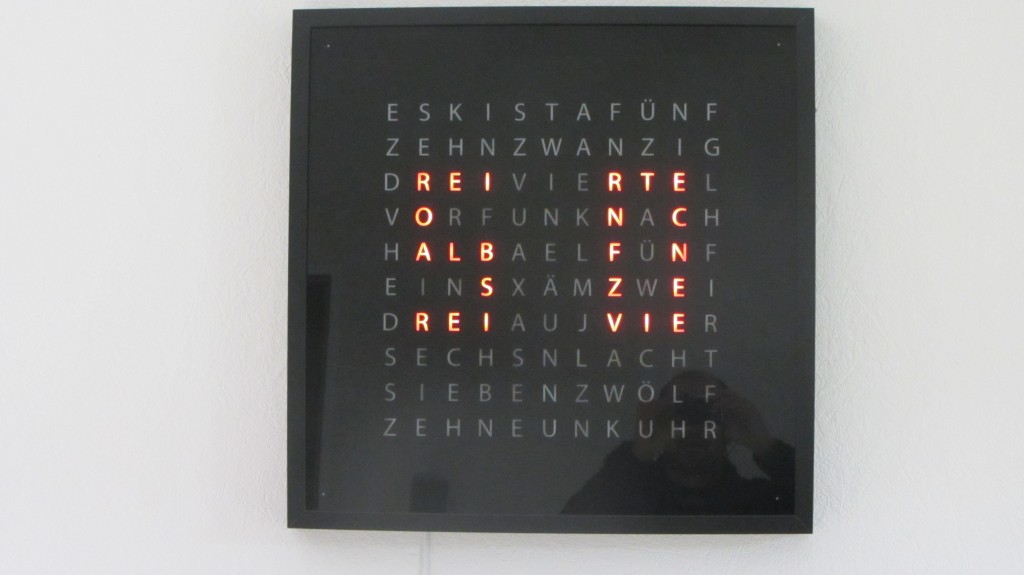 ESKISTAFÜNF
ZEHNZWANZIG
DREIVIERTEL
VORFUNKNACH
HALBAELFÜNF
EINSXÄMZWEI
DREIAUJVIER
SECHSNLACHT
SIEBENZWÖLF
ZEHNEUNKUHR